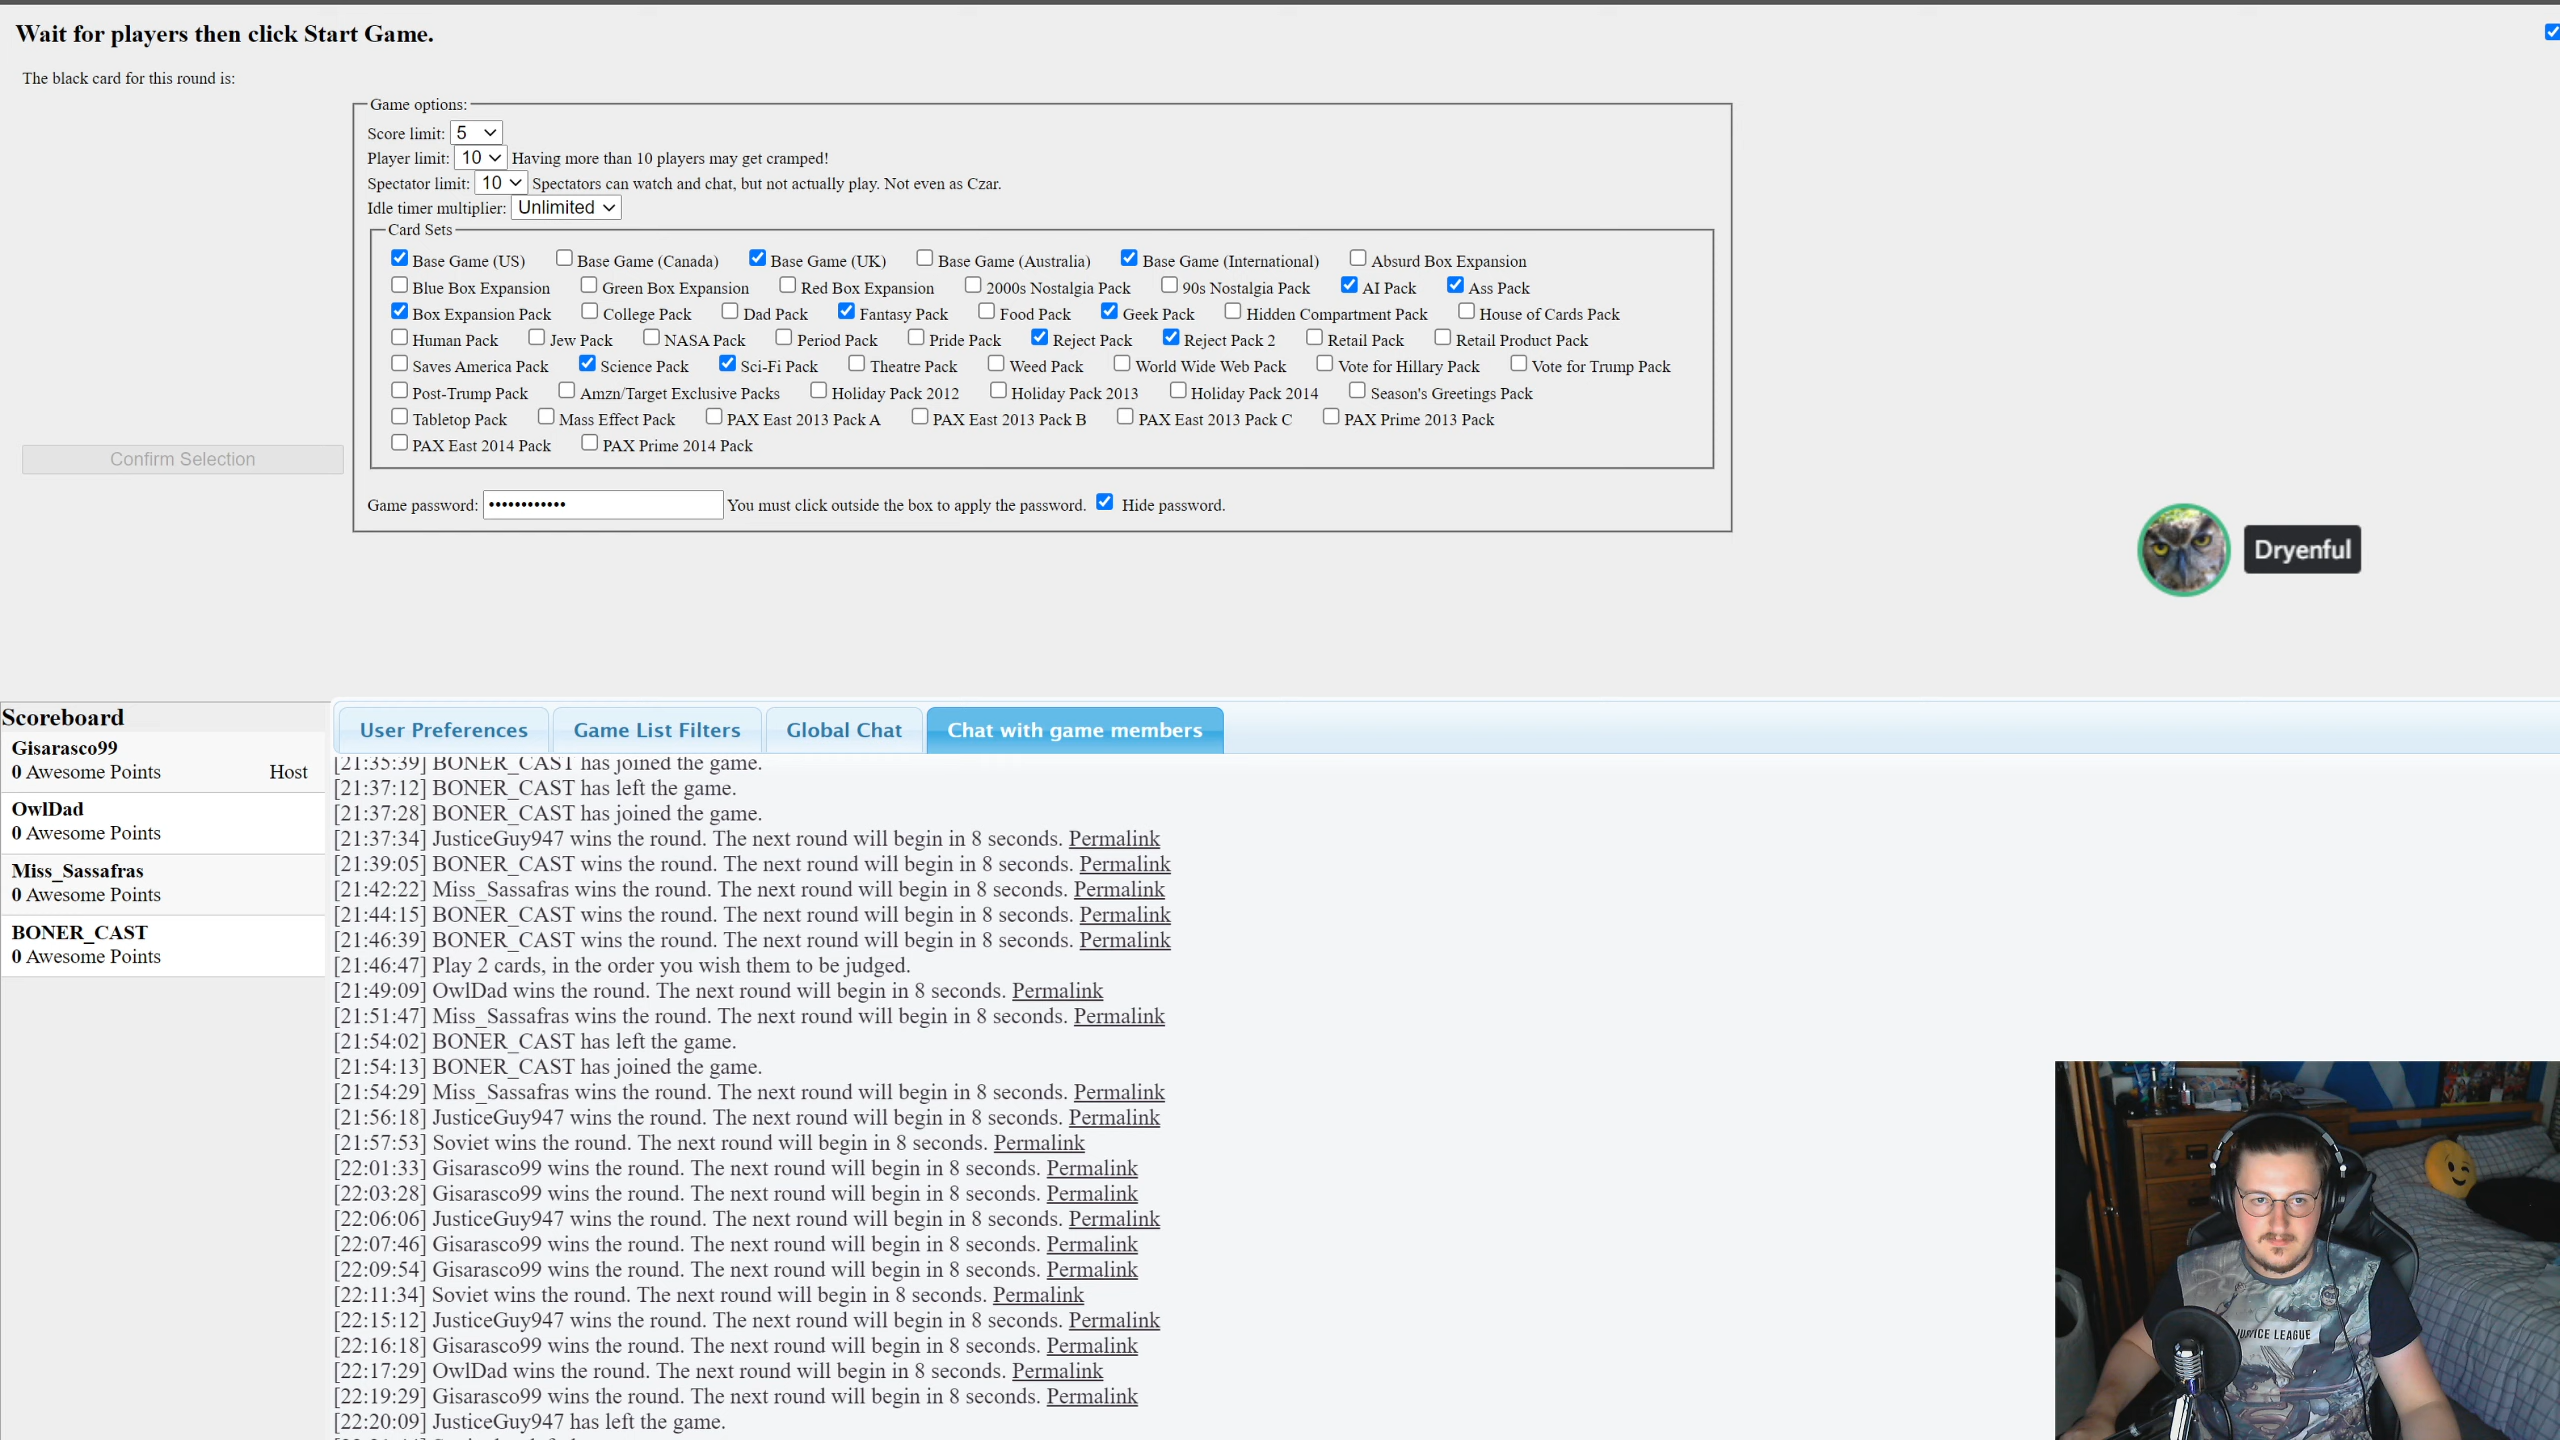 Wait for players then click Start Game.
The black card for this round is:
Game options:
Score limit: 5
Player limit: 10 Having more than 10 players may get cramped!
Spectator limit: 10 Spectators can watch and chat, but not actually play. Not even as Czar.
Idle timer multiplier: Unlimited
Card Sets
Base Game (US) Base Game (Canada) Base Game (UK) Base Game (Australia) Base Game (International) Absurd Box Expansion
Blue Box Expansion Green Box Expansion Red Box Expansion 2000s Nostalgia Pack 90s Nostalgia Pack AI Pack Ass Pack
Box Expansion Pack College Pack Dad Pack Fantasy Pack Food Pack Geek Pack Hidden Compartment Pack House of Cards Pack
Human Pack Jew Pack NASA Pack Period Pack Pride Pack Reject Pack Reject Pack 2 Retail Pack Retail Product Pack
Saves America Pack Science Pack Sci-Fi Pack Theatre Pack Weed Pack World Wide Web Pack Vote for Hillary Pack Vote for Trump Pack
Post-Trump Pack Amzn/Target Exclusive Packs Holiday Pack 2012 Holiday Pack 2013 Holiday Pack 2014 Season's Greetings Pack
Tabletop Pack Mass Effect Pack PAX East 2013 Pack A PAX East 2013 Pack B PAX East 2013 Pack C PAX Prime 2013 Pack
PAX East 2014 Pack PAX Prime 2014 Pack
Confirm Selection
Game password: •••••••••••• You must click outside the box to apply the password. Hide password.
Dryenful
Scoreboard
Gisarasco99
0 Awesome Points Host
OwlDad
0 Awesome Points
Miss_Sassafras
0 Awesome Points
BONER_CAST
0 Awesome Points
User Preferences Game List Filters Global Chat Chat with game members
[21:35:39] BONER_CAST has joined the game.
[21:37:12] BONER_CAST has left the game.
[21:37:28] BONER_CAST has joined the game.
[21:37:34] JusticeGuy947 wins the round. The next round will begin in 8 seconds. Permalink
[21:39:05] BONER_CAST wins the round. The next round will begin in 8 seconds. Permalink
[21:42:22] Miss_Sassafras wins the round. The next round will begin in 8 seconds. Permalink
[21:44:15] BONER_CAST wins the round. The next round will begin in 8 seconds. Permalink
[21:46:39] BONER_CAST wins the round. The next round will begin in 8 seconds. Permalink
[21:46:47] Play 2 cards, in the order you wish them to be judged.
[21:49:09] OwlDad wins the round. The next round will begin in 8 seconds. Permalink
[21:51:47] Miss_Sassafras wins the round. The next round will begin in 8 seconds. Permalink
[21:54:02] BONER_CAST has left the game.
[21:54:13] BONER_CAST has joined the game.
[21:54:29] Miss_Sassafras wins the round. The next round will begin in 8 seconds. Permalink
[21:56:18] JusticeGuy947 wins the round. The next round will begin in 8 seconds. Permalink
[21:57:53] Soviet wins the round. The next round will begin in 8 seconds. Permalink
[22:01:33] Gisarasco99 wins the round. The next round will begin in 8 seconds. Permalink
[22:03:28] Gisarasco99 wins the round. The next round will begin in 8 seconds. Permalink
[22:06:06] JusticeGuy947 wins the round. The next round will begin in 8 seconds. Permalink
[22:07:46] Gisarasco99 wins the round. The next round will begin in 8 seconds. Permalink
[22:09:54] Gisarasco99 wins the round. The next round will begin in 8 seconds. Permalink
[22:11:34] Soviet wins the round. The next round will begin in 8 seconds. Permalink
[22:15:12] JusticeGuy947 wins the round. The next round will begin in 8 seconds. Permalink
[22:16:18] Gisarasco99 wins the round. The next round will begin in 8 seconds. Permalink
[22:17:29] OwlDad wins the round. The next round will begin in 8 seconds. Permalink
[22:19:29] Gisarasco99 wins the round. The next round will begin in 8 seconds. Permalink
[22:20:09] JusticeGuy947 has left the game.
JUSTICE LEAGUE